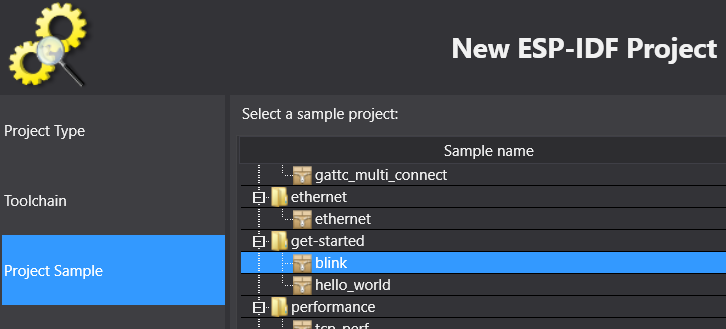 New ESP-IDF Project
Project Type
Toolchain
Project Sample
Select a sample project:
Sample name
gattc_multi_connect
ethernet
ethernet
get-started
blink
hello_world
performance
tcp_perf